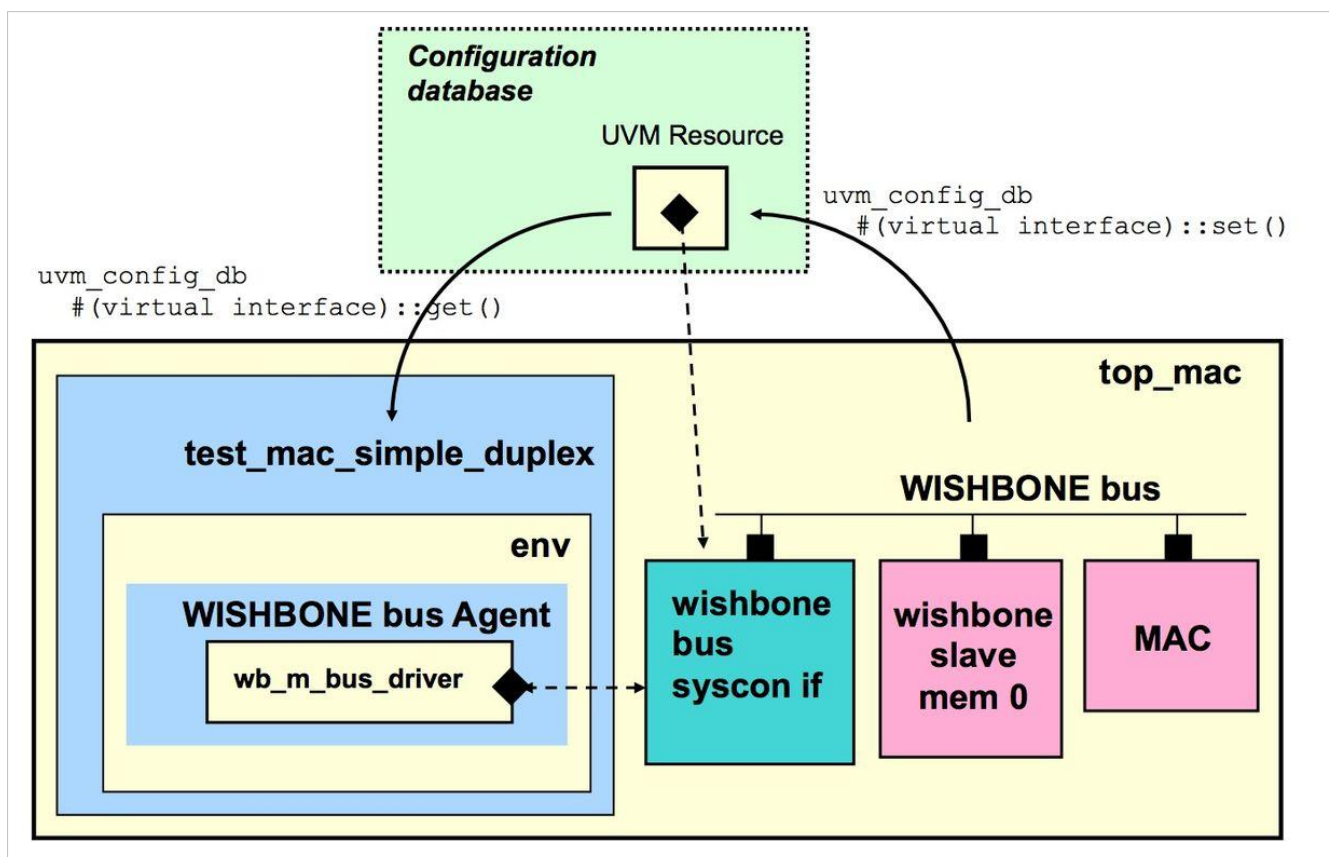 Configuration
database
UVM Resource
uvm_config_db
#(virtual interface)::set()
uvm_config_db
#(virtual interface)::get()
top_mac
test_mac_simple_duplex
WISHBONE bus
env
WISHBONE bus Agent
wb_m_bus_driver
wishbone
bus
syscon if
wishbone
slave
mem 0
MAC